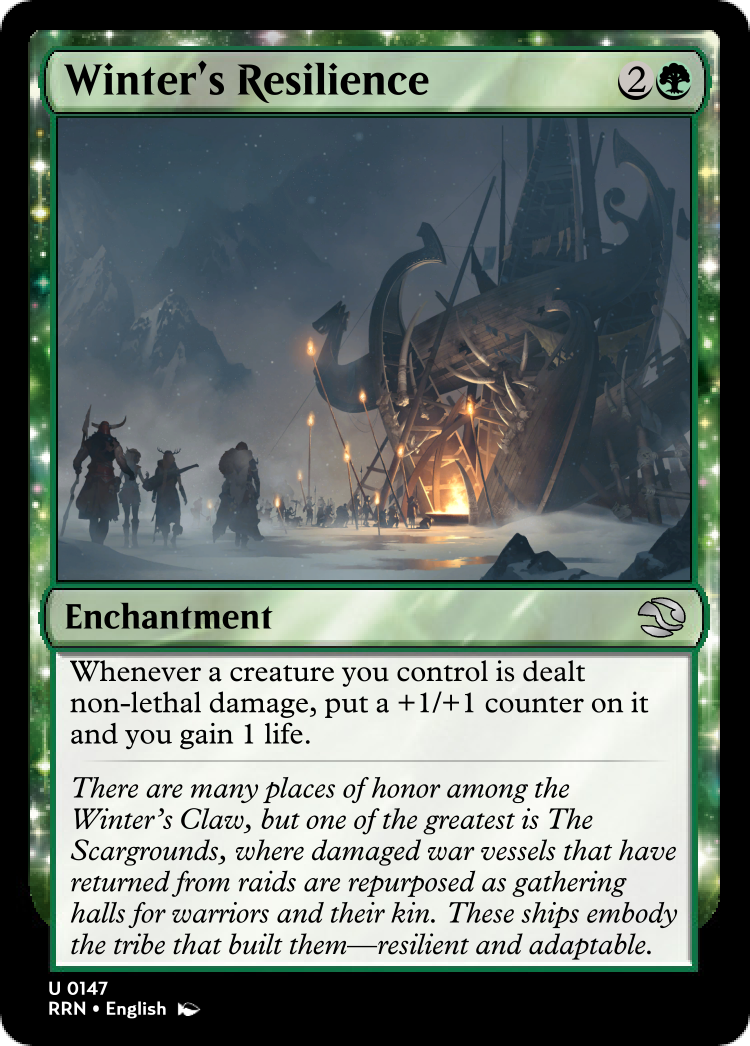 Winter's Resilience 2
Enchantment
Whenever a creature you control is dealt
non-lethal damage, put a +1/+1 counter on it
and you gain 1 life.
There are many places of honor among the
Winter's Claw, but one of the greatest is The
Scargrounds, where damaged war vessels that have
returned from raids are repurposed as gathering
halls for warriors and their kin. These ships embody
the tribe that built them—resilient and adaptable.
U 0147
RRN • English